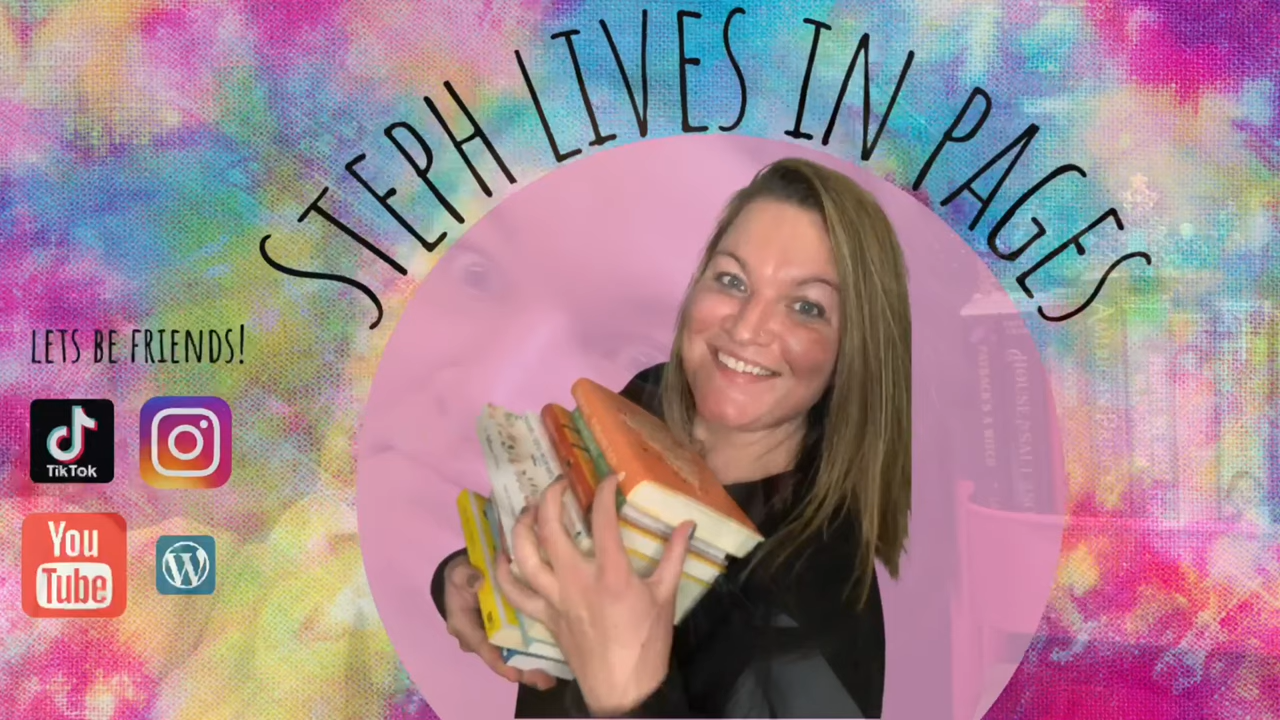 STEPH LIVES IN PAGES
LETS BE FRIENDS!
TikTok
You
Tube